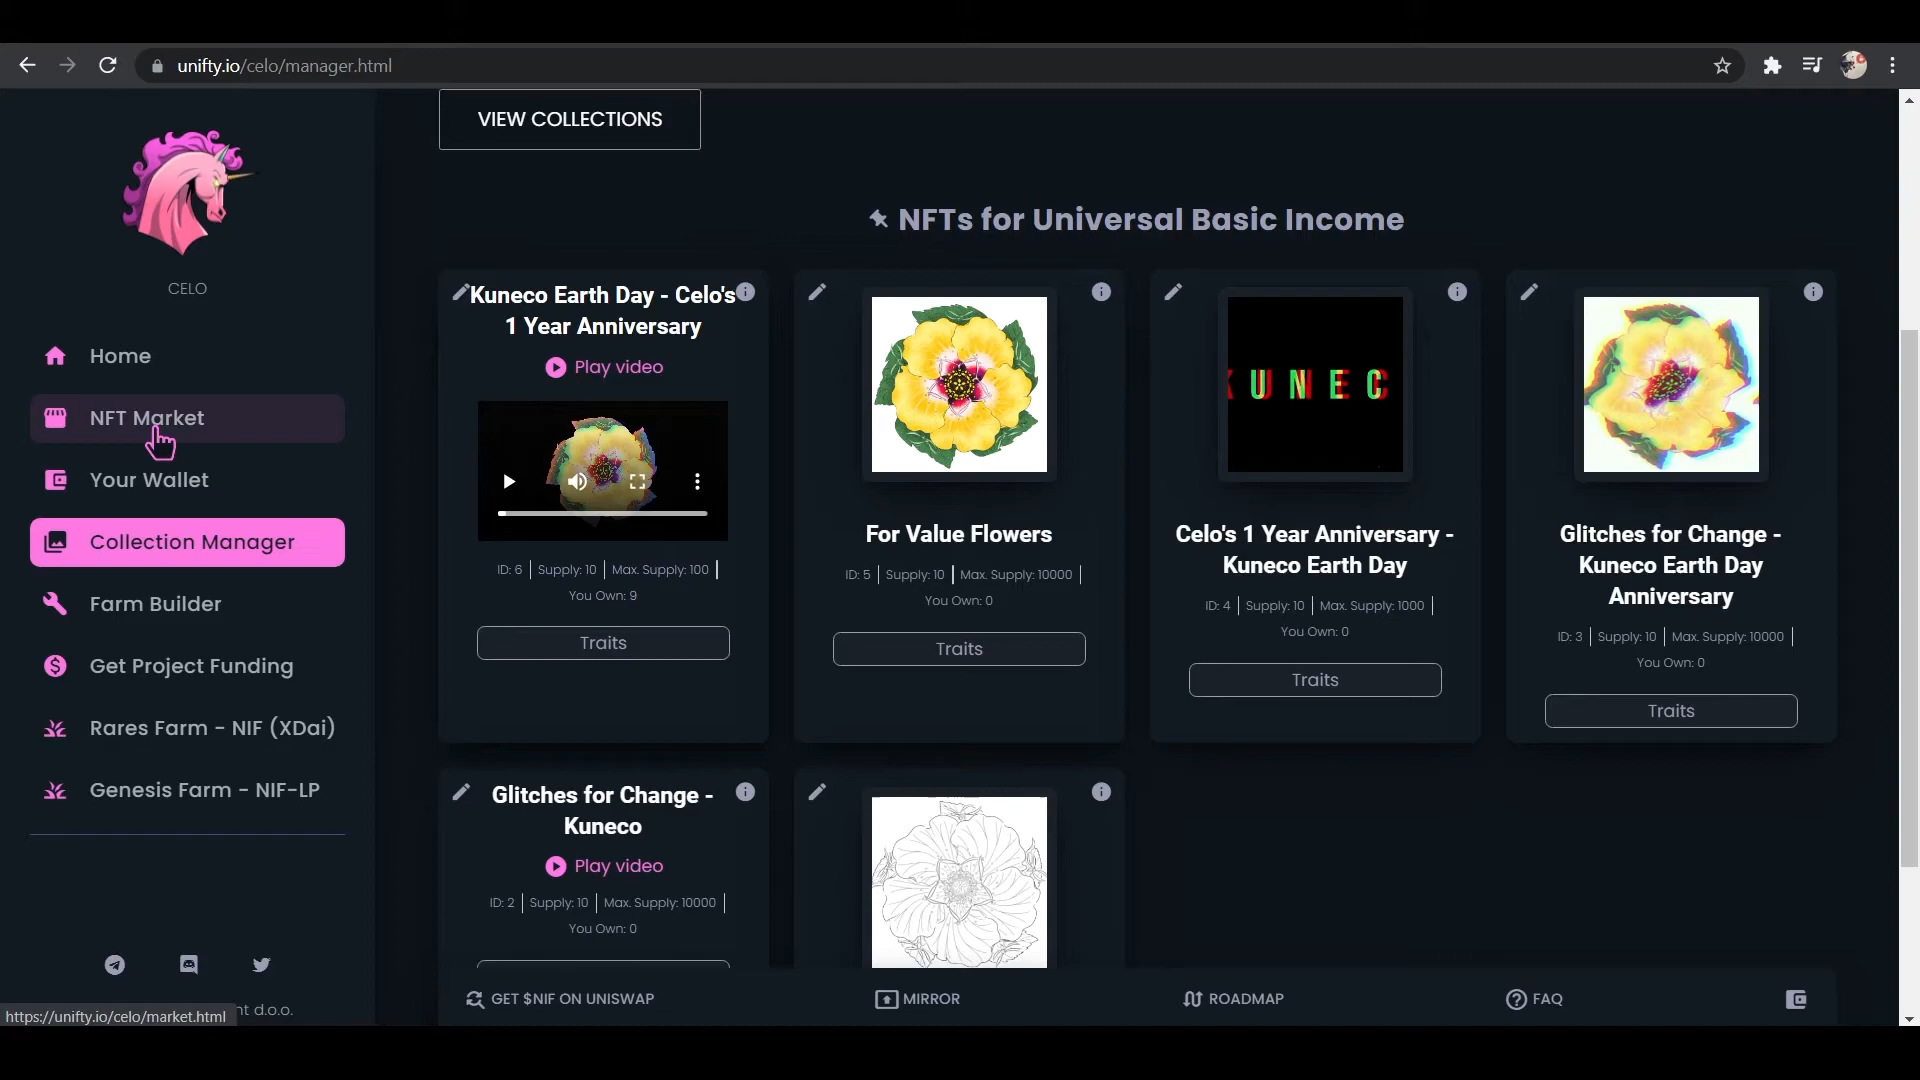 unifty.io/celo/manager.html
CELO
Home
NFT Market
Your Wallet
Collection Manager
Farm Builder
Get Project Funding
Rares Farm - NIF (XDai)
Genesis Farm - NIF-LP
nt d.o.o.
https://unifty.io/celo/market.html
VIEW COLLECTIONS
NFTs for Universal Basic Income
Kuneco Earth Day - Celo's
1 Year Anniversary
Play video
ID: 6 | Supply: 10 | Max. Supply: 100 |
You Own: 9
Traits
For Value Flowers
ID: 5 | Supply: 10 | Max. Supply: 10000 |
You Own: 0
Traits
KUNEC
Celo's 1 Year Anniversary -
Kuneco Earth Day
ID: 4 | Supply: 10 | Max. Supply: 1000 |
You Own: 0
Traits
Glitches for Change -
Kuneco Earth Day
Anniversary
ID: 3 | Supply: 10 | Max. Supply: 10000 |
You Own: 0
Traits
Glitches for Change -
Kuneco
Play video
ID: 2 | Supply: 10 | Max. Supply: 10000 |
You Own: 0
GET $NIF ON UNISWAP
MIRROR
ROADMAP
FAQ